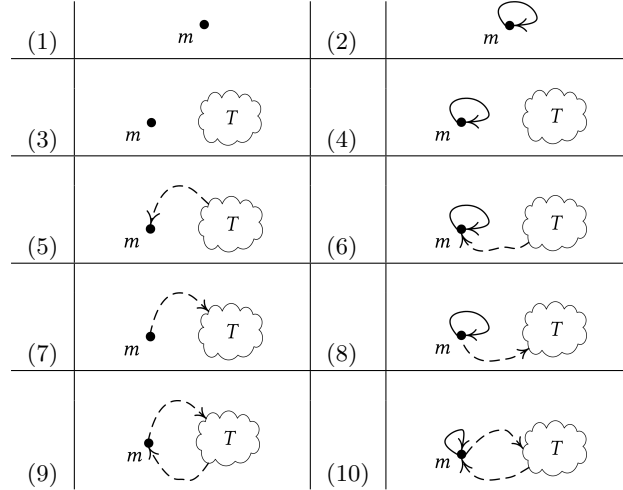 m
m
(1) (2)
T T
m m
(3) (4)
T T
m m
(5) (6)
T T
m m
(7) (8)
T T
m m
(9) (10)